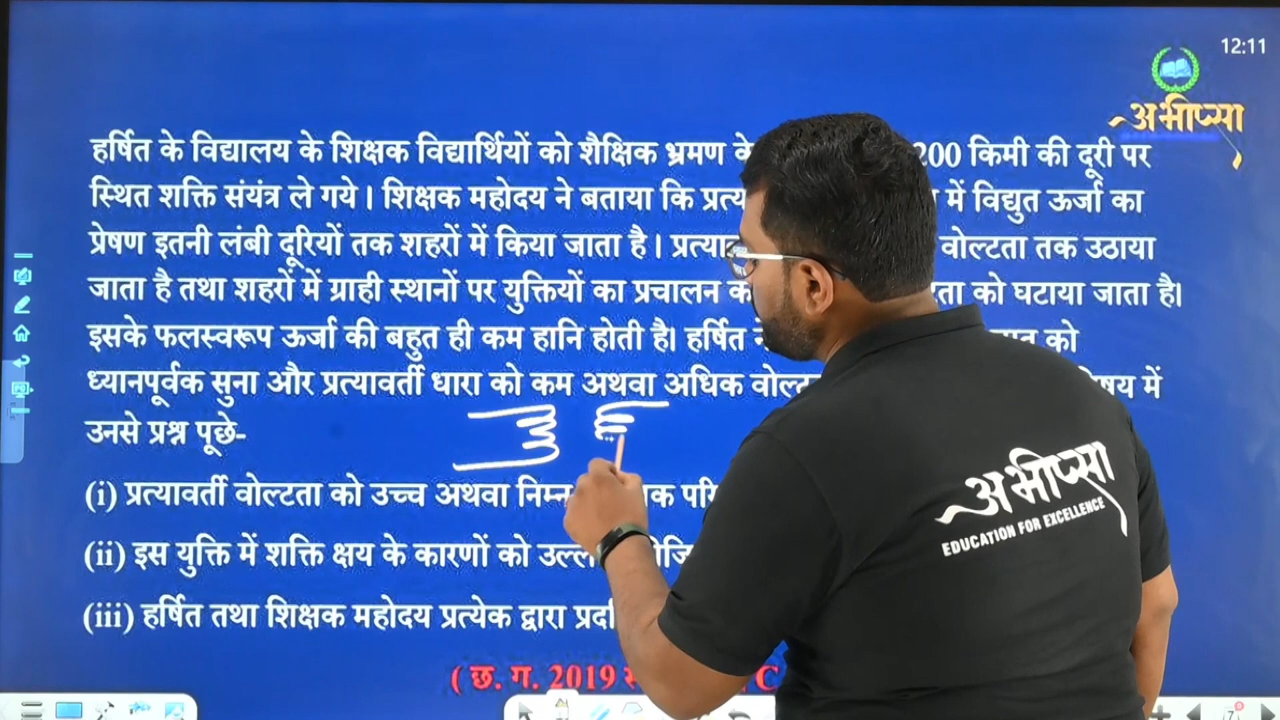 12:11
अभीप्सा
हर्षित के विद्यालय के शिक्षक विद्यार्थियों को शैक्षिक भ्रमण के 200 किमी की दूरी पर
स्थित शक्ति संयंत्र ले गये। शिक्षक महोदय ने बताया कि में विद्युत ऊर्जा का
प्रेषण इतनी लंबी दूरियों तक शहरों में किया जाता है। वोल्टता तक उठाया
जाता है तथा शहरों में ग्राही स्थानों पर युक्तियों का प्रचालन को घटाया जाता है।
इसके फलस्वरूप ऊर्जा की बहुत ही कम हानि होती है। हर्षित को
ध्यानपूर्वक सुना और प्रत्यावर्ती धारा को कम अथवा अधिक में
उनसे प्रश्न पूछे-
(i) प्रत्यावर्ती वोल्टता को उच्च अथवा निम्न
(ii) इस युक्ति में शक्ति क्षय के कारणों को
(iii) हर्षित तथा शिक्षक महोदय प्रत्येक द्वारा
( छ. ग. 2019 C
अभीप्सा
EDUCATION FOR EXCELLENCE